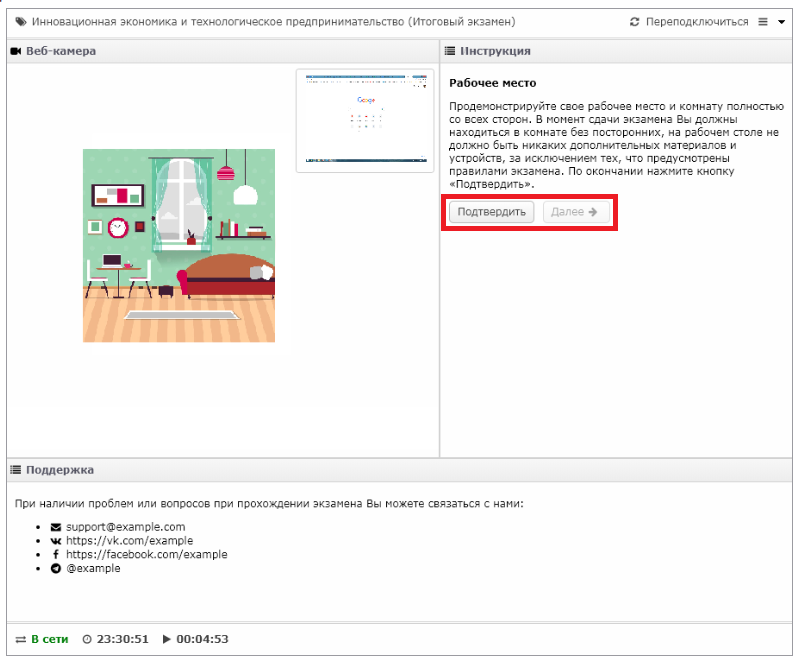 Инновационная экономика и технологическое предпринимательство (Итоговый экзамен) Переподключиться
Веб-камера
Google
Инструкция
Рабочее место
Продемонстрируйте свое рабочее место и комнату полностью
со всех сторон. В момент сдачи экзамена Вы должны
находиться в комнате без посторонних, на рабочем столе не
должно быть никаких дополнительных материалов и
устройств, за исключением тех, что предусмотрены
правилами экзамена. По окончании нажмите кнопку
«Подтвердить».
Подтвердить Далее
Поддержка
При наличии проблем или вопросов при прохождении экзамена Вы можете связаться с нами:
support@example.com
https://vk.com/example
https://facebook.com/example
@example
В сети 23:30:51 00:04:53